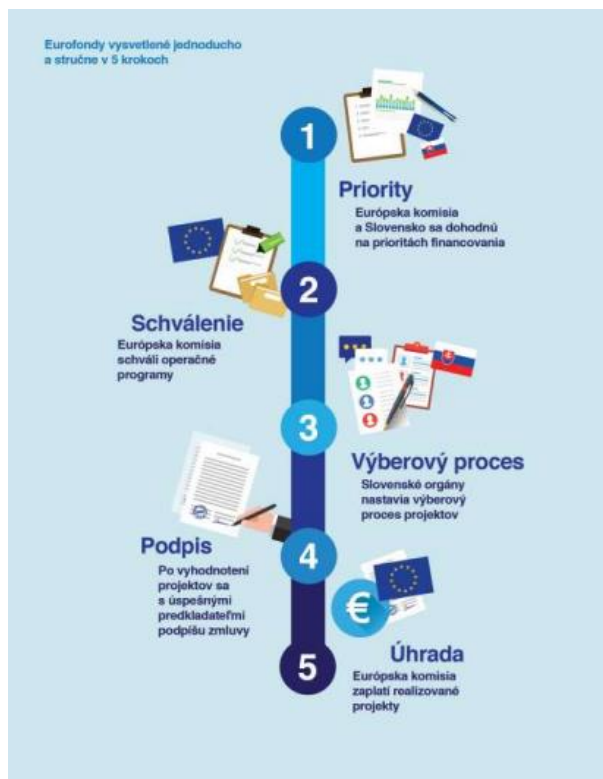 Eurofondy vysvetlené jednoducho
a stručne v 5 krokoch
1
Priority
Európska komisia
a Slovensko sa dohodnú
na prioritách financovania
2
Schválenie
Európska komisia
schváli operačné
programy
3
Výberový proces
Slovenské orgány
nastavia výberový
proces projektov
4
Podpis
Po vyhodnotení
projektov sa
s úspešnými
predkladateľmi
podpíšu zmluvy
€
5
Úhrada
Európska komisia
zaplatí realizované
projekty